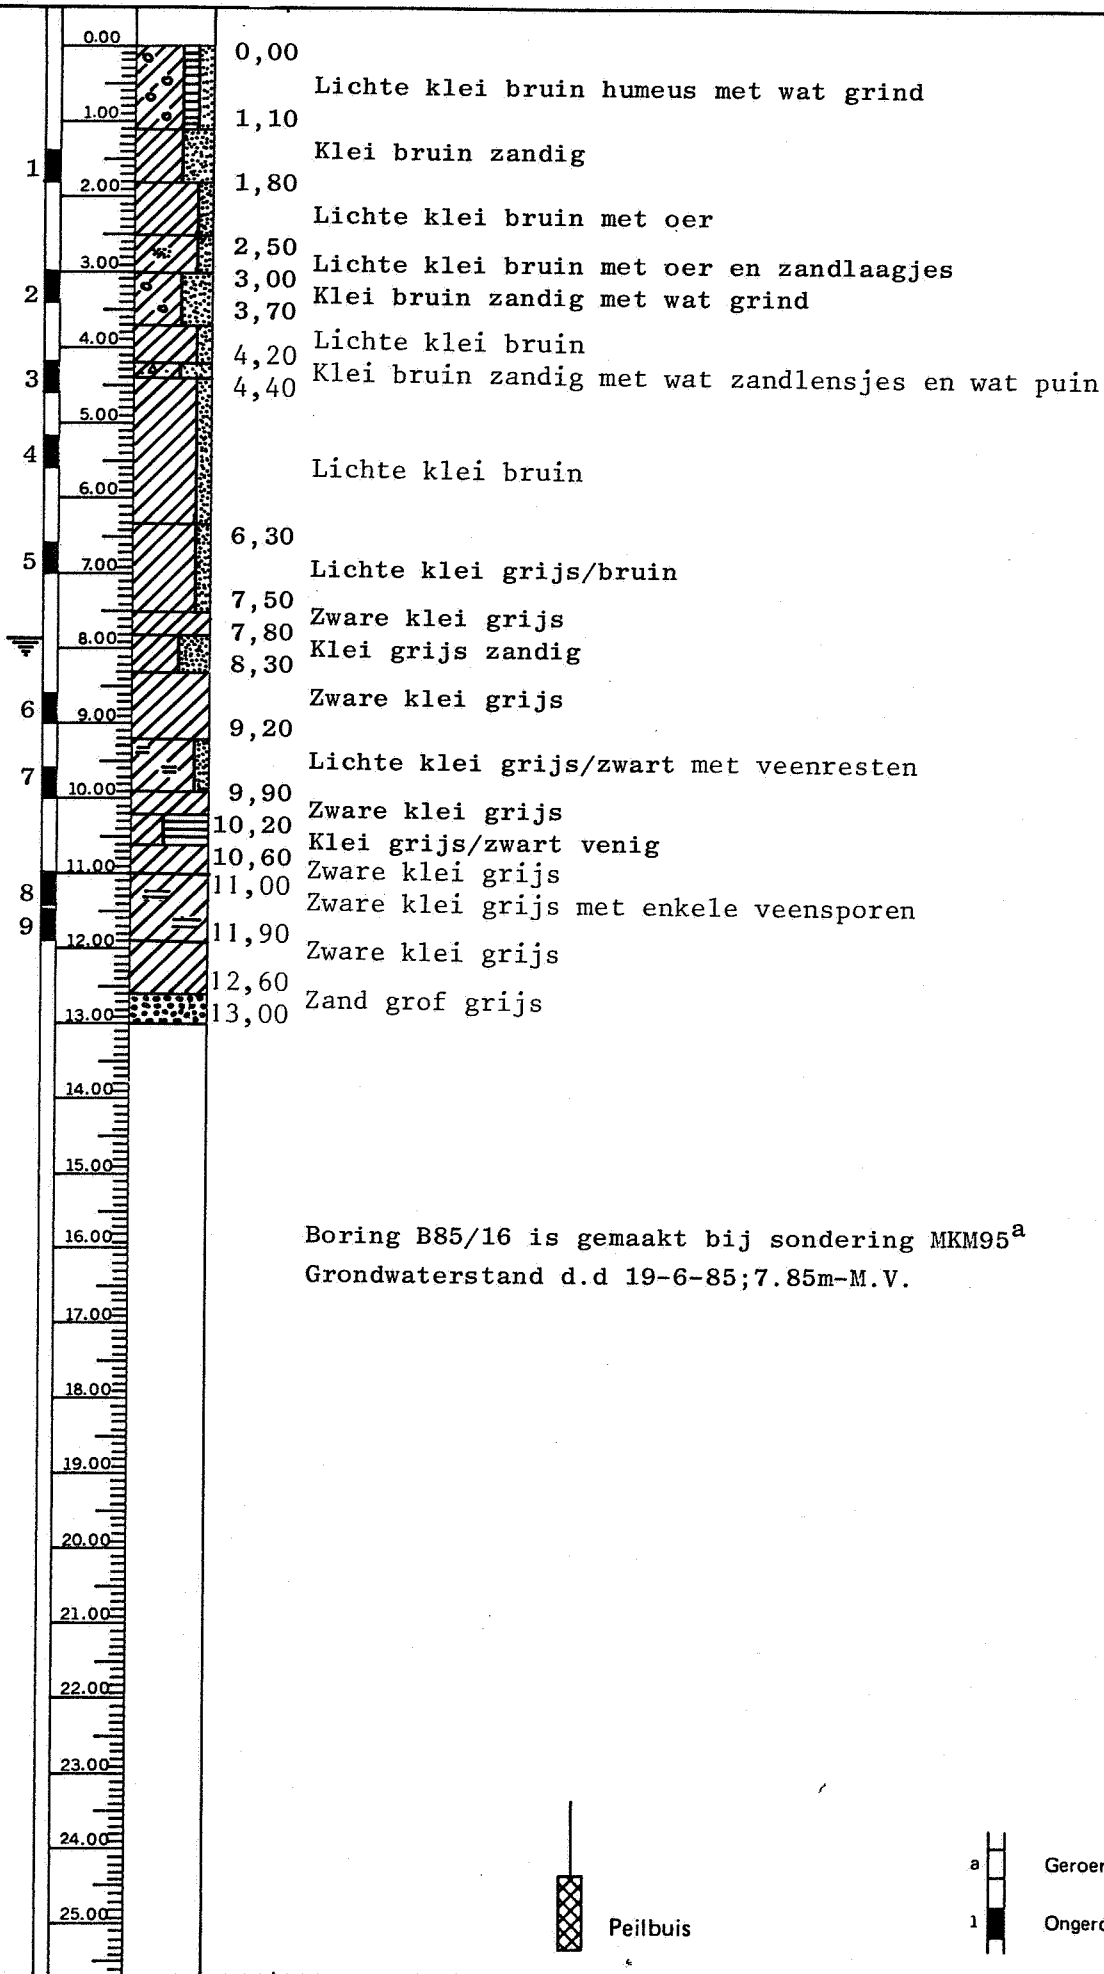 0.00
0,00
Lichte klei bruin humeus met wat grind
1.00
1,10
1
Klei bruin zandig
2.00
1,80
Lichte klei bruin met oer
2,50
3.00
Lichte klei bruin met oer en zandlaagjes
3,00
2
Klei bruin zandig met wat grind
3,70
4.00
Lichte klei bruin
4,20
3
Klei bruin zandig met wat zandlensjes en wat puin
4,40
5.00
4
Lichte klei bruin
6.00
6,30
5
7.00
Lichte klei grijs/bruin
7,50
Zware klei grijs
8.00
7,80
Klei grijs zandig
8,30
Zware klei grijs
6
9.00
9,20
Lichte klei grijs/zwart met veenresten
7
10.00
9,90
Zware klei grijs
10,20
Klei grijs/zwart venig
10,60
11.00
Zware klei grijs
11,00
8
Zware klei grijs met enkele veensporen
9
11,90
12.00
Zware klei grijs
12,60
Zand grof grijs
13.00
13,00
14.00
15.00
16.00
Boring B85/16 is gemaakt bij sondering MKM95a
Grondwaterstand d.d 19-6-85;7.85m-M.V.
17.00
18.00
19.00
20.00
21.00
22.00
23.00
24.00
a
Geroer
25.00
Peilbuis
1